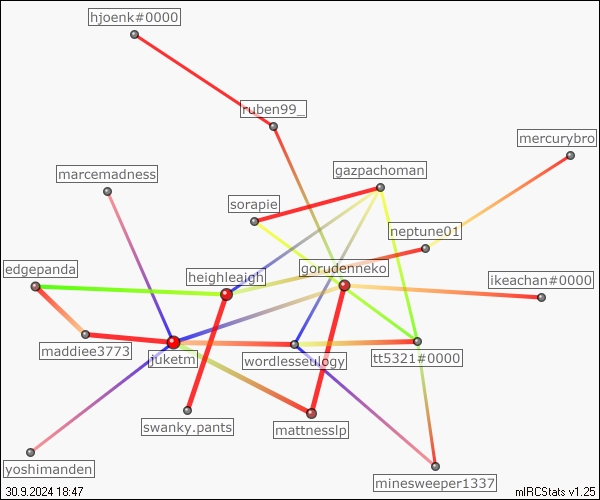 hjoenk#0000
ruben99_
mercurybro
gazpachoman
marcemadness
sorapie
neptune01
edgepanda
heighleaigh
gorudenneko
ikeachan#0000
maddiee3773
juketm
wordlesseulogy
tt5321#0000
swanky.pants
mattnesslp
yoshimanden
minesweeper1337
30.9.2024 18:47
mIRCStats v1.25